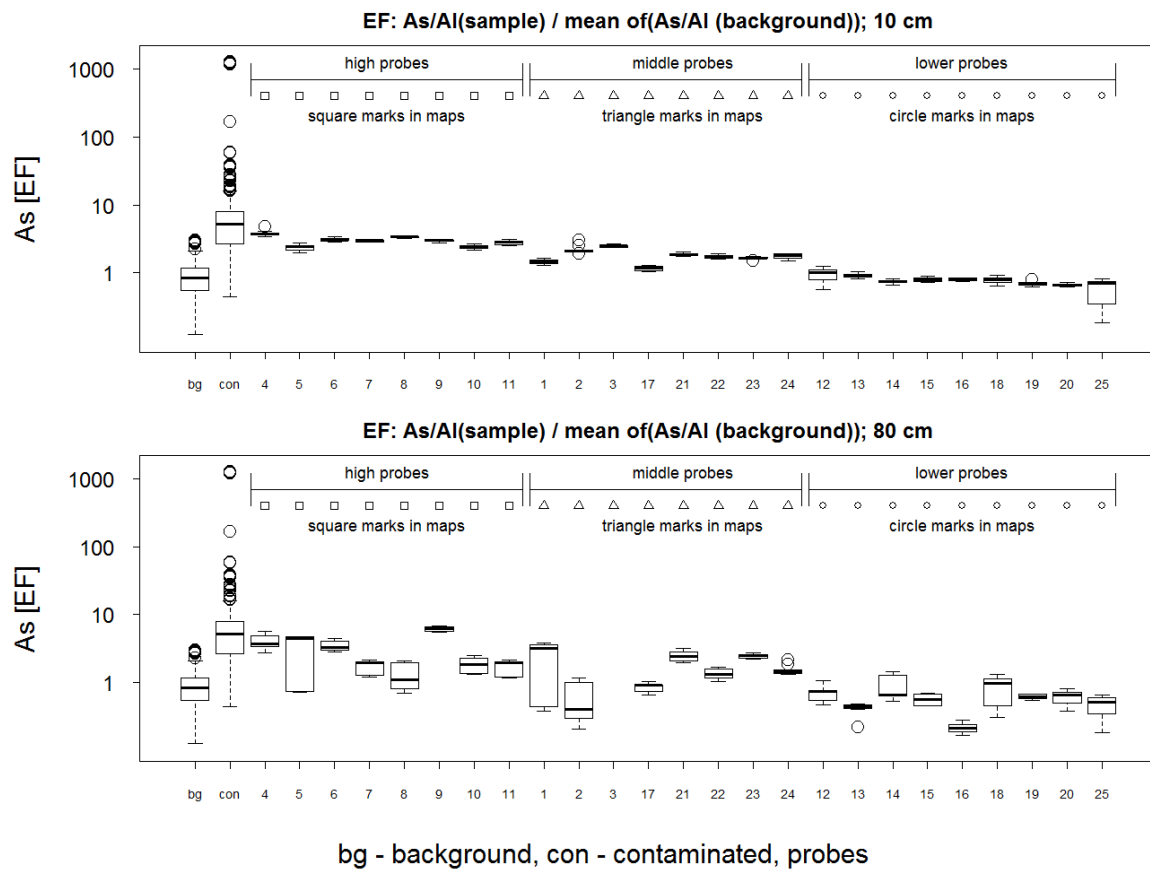 EF: As/Al(sample) / mean of(As/Al (background)); 10 cm
As [EF]
1000
100
10
1
high probes
middle probes
lower probes
square marks in maps
triangle marks in maps
circle marks in maps
bg con 4 5 6 7 8 9 10 11 1 2 3 17 21 22 23 24 12 13 14 15 16 18 19 20 25
EF: As/Al(sample) / mean of(As/Al (background)); 80 cm
As [EF]
1000
100
10
1
high probes
middle probes
lower probes
square marks in maps
triangle marks in maps
circle marks in maps
bg con 4 5 6 7 8 9 10 11 1 2 3 17 21 22 23 24 12 13 14 15 16 18 19 20 25
bg - background, con - contaminated, probes